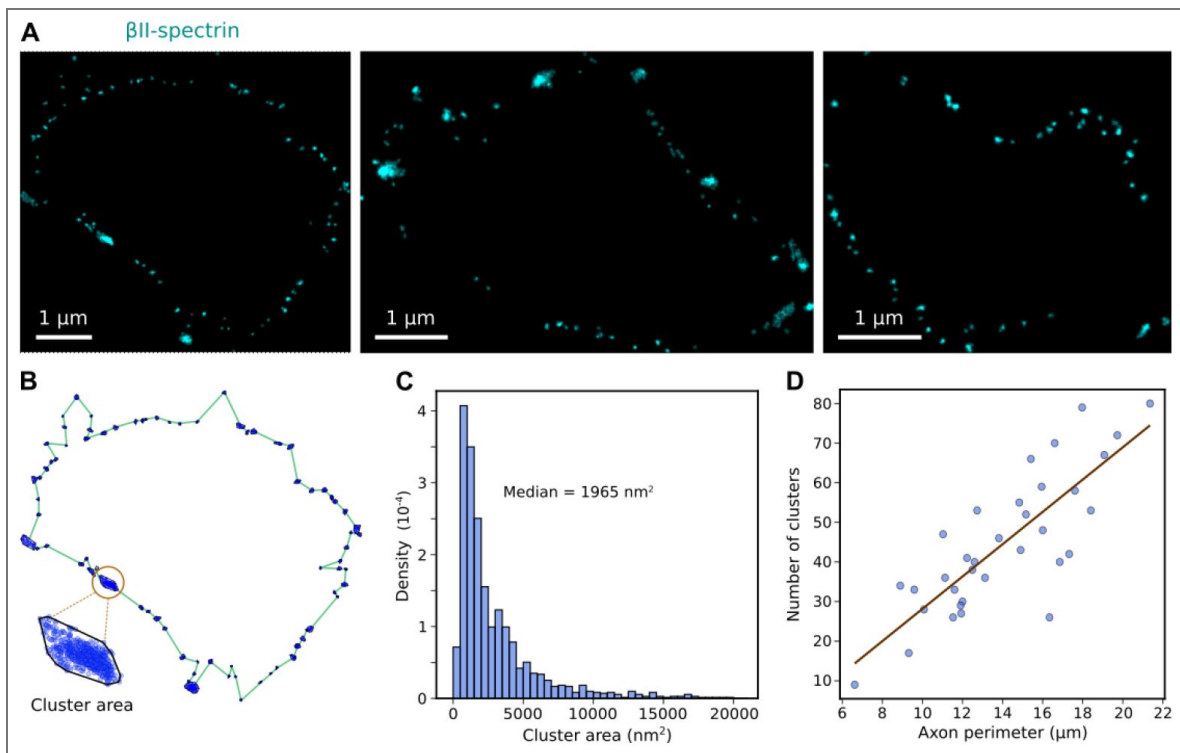 A
βII-spectrin
1 μm
1 μm
1 μm
B
Cluster area
C
Density (10⁻⁴)
4
3
2
1
0
Median = 1965 nm²
0 5000 10000 15000 20000
Cluster area (nm²)
D
Number of clusters
80
70
60
50
40
30
20
10
6 8 10 12 14 16 18 20 22
Axon perimeter (μm)